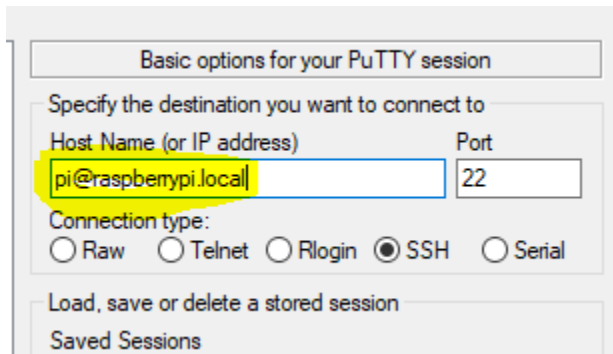 Basic options for your PuTTY session
Specify the destination you want to connect to
Host Name (or IP address) Port
pi@raspberrypi.local 22
Connection type:
Raw Telnet Rlogin SSH Serial
Load, save or delete a stored session
Saved Sessions